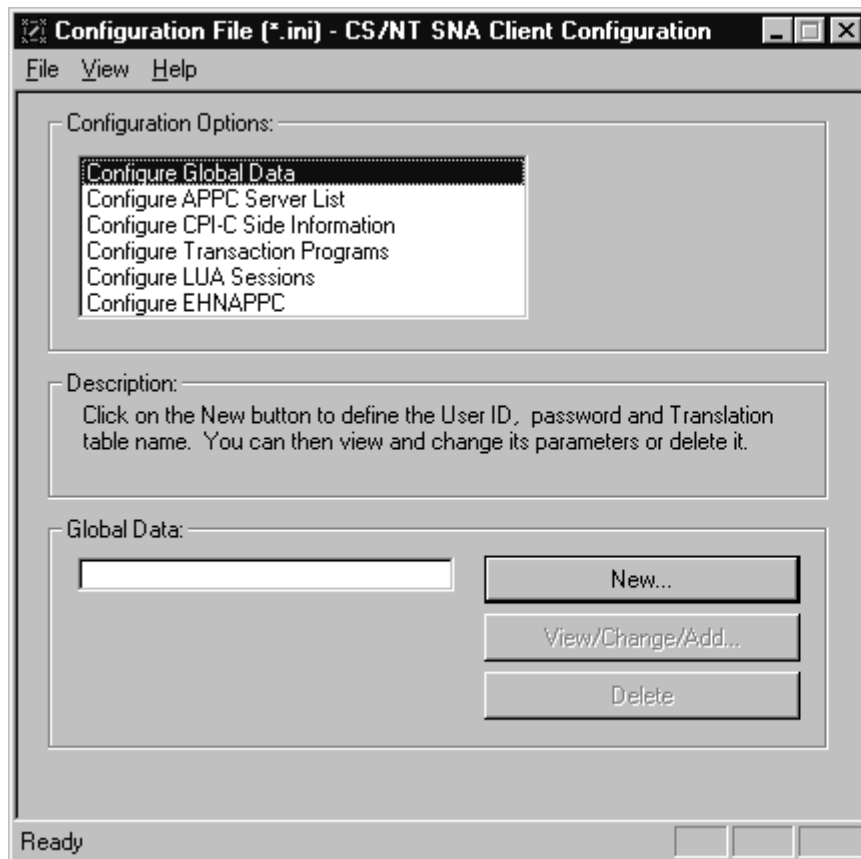 Configuration File (*.ini) - CS/NT SNA Client Configuration
File View Help
Configuration Options:
Configure Global Data
Configure APPC Server List
Configure CPI-C Side Information
Configure Transaction Programs
Configure LUA Sessions
Configure EHNAPPC
Description:
Click on the New button to define the User ID, password and Translation
table name. You can then view and change its parameters or delete it.
Global Data:
New...
View/Change/Add...
Delete
Ready